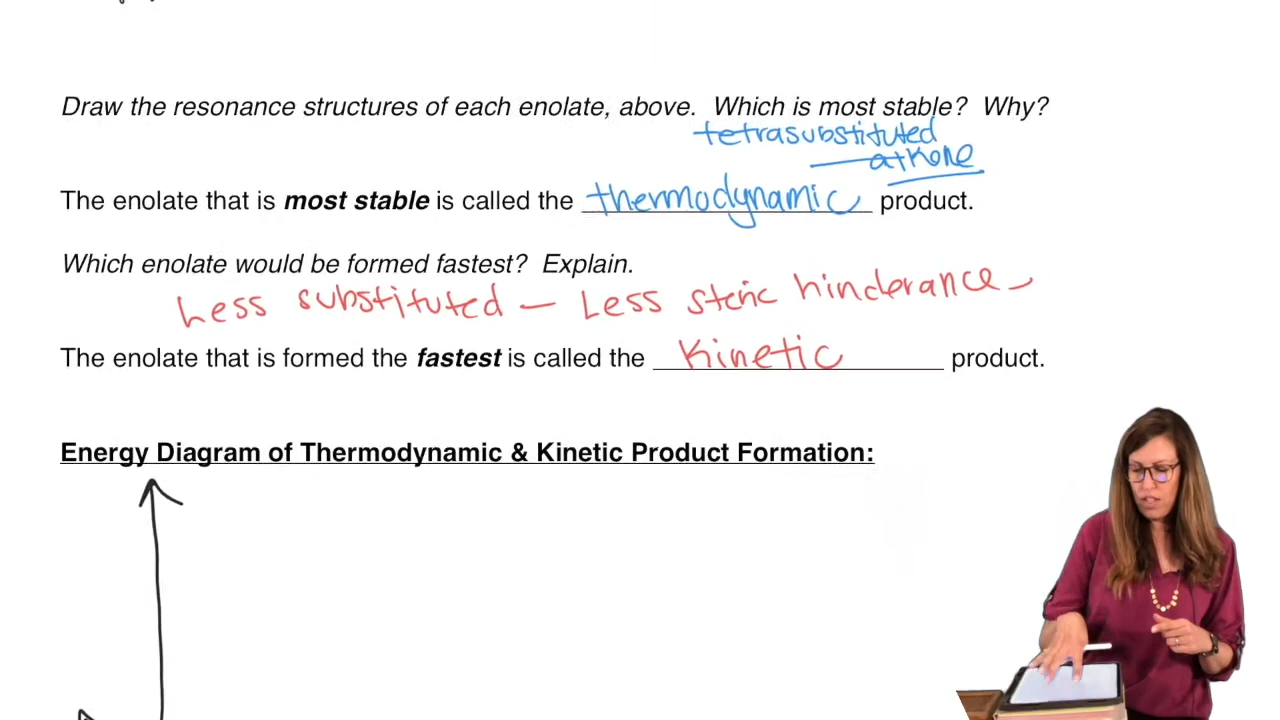 Draw the resonance structures of each enolate, above. Which is most stable? Why?
tetrasubstituted
alkene
The enolate that is most stable is called the thermodynamic product.
Which enolate would be formed fastest? Explain.
Less substituted – Less steric hinderance
The enolate that is formed the fastest is called the Kinetic product.
Energy Diagram of Thermodynamic & Kinetic Product Formation: